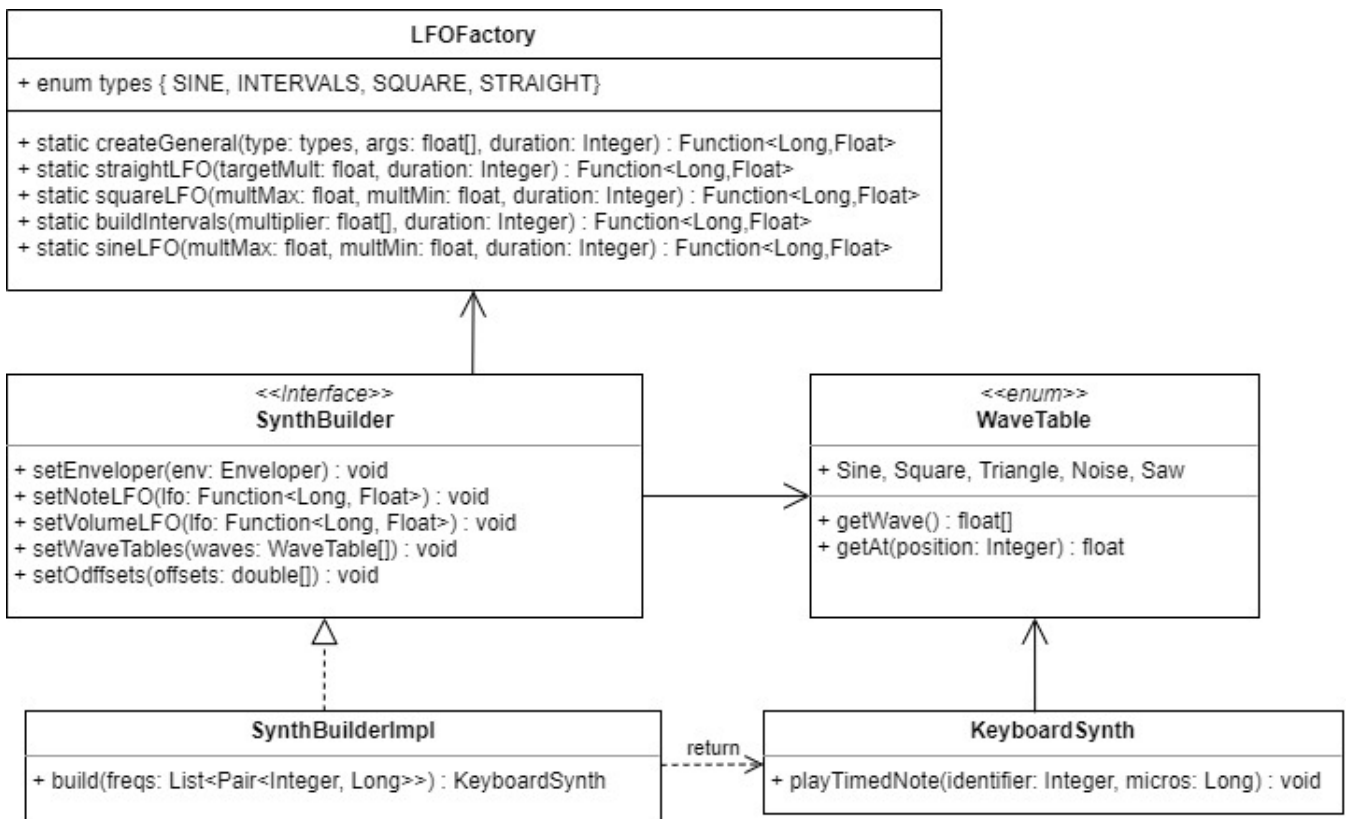 LFOFactory
+ enum types { SINE, INTERVALS, SQUARE, STRAIGHT}
+ static createGeneral(type: types, args: float[], duration: Integer) : Function<Long,Float>
+ static straightLFO(targetMult: float, duration: Integer) : Function<Long,Float>
+ static squareLFO(multMax: float, multMin: float, duration: Integer) : Function<Long,Float>
+ static buildIntervals(multiplier: float[], duration: Integer) : Function<Long,Float>
+ static sineLFO(multMax: float, multMin: float, duration: Integer) : Function<Long,Float>
<<Interface>>
SynthBuilder
+ setEnveloper(env: Enveloper) : void
+ setNoteLFO(lfo: Function<Long, Float>) : void
+ setVolumeLFO(lfo: Function<Long, Float>) : void
+ setWaveTables(waves: WaveTable[]) : void
+ setOdffsets(offsets: double[]) : void
<<enum>>
WaveTable
+ Sine, Square, Triangle, Noise, Saw
+ getWave() : float[]
+ getAt(position: Integer) : float
SynthBuilderImpl
+ build(freqs: List<Pair<Integer, Long>>) : KeyboardSynth
return
KeyboardSynth
+ playTimedNote(identifier: Integer, micros: Long) : void